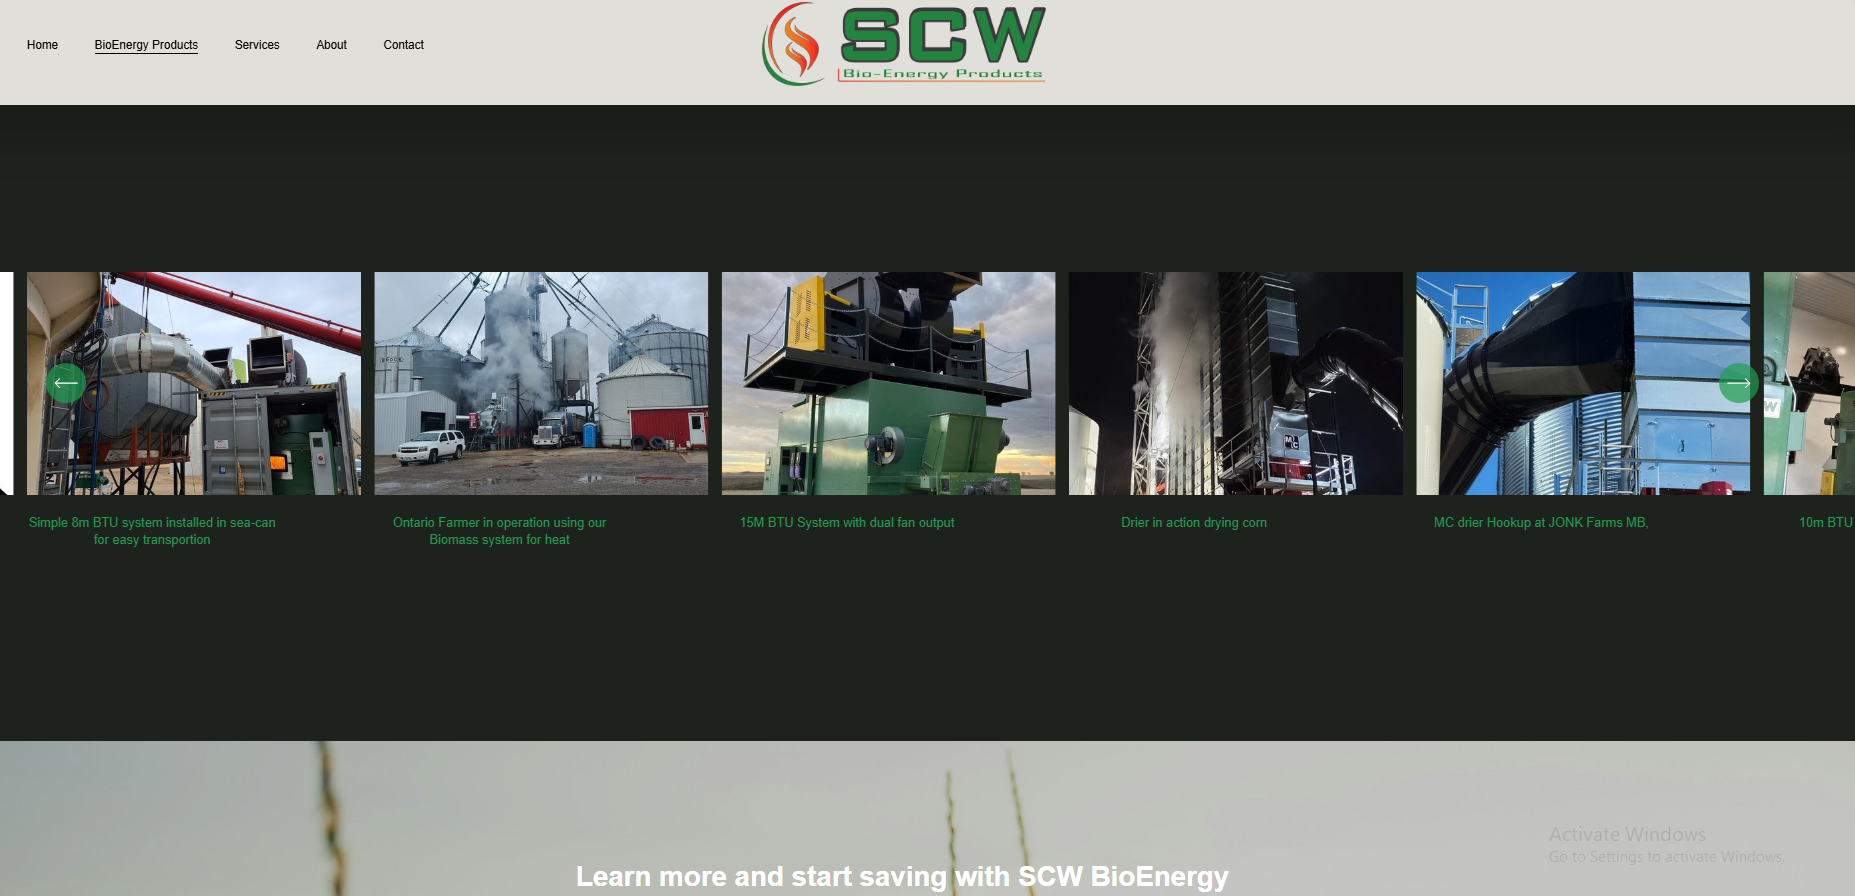 Home
BioEnergy Products
Services
About
Contact
SCW
Bio-Energy Products
BROCK
MC
W
Simple 8m BTU system installed in sea-can
for easy transportion
Ontario Farmer in operation using our
Biomass system for heat
15M BTU System with dual fan output
Drier in action drying corn
MC drier Hookup at JONK Farms MB,
10m BTU
Learn more and start saving with SCW BioEnergy
Activate Windows
Go to Settings to activate Windows.